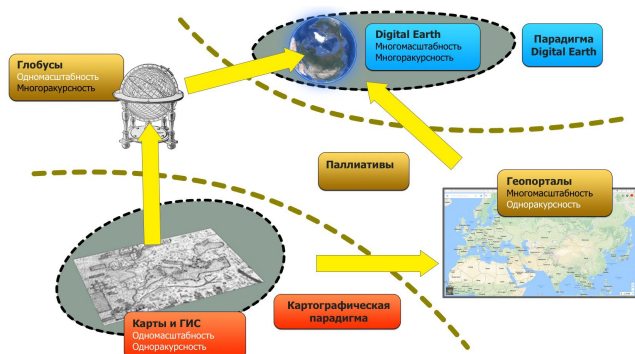 Digital Earth
Многомасштабность
Многоракурсность
Парадигма
Digital Earth
Глобусы
Одномасштабность
Многоракурсность
Паллиативы
Геопорталы
Многомасштабность
Одноракурсность
Картографическая
парадигма
Карты и ГИС
Одномасштабность
Одноракурсность